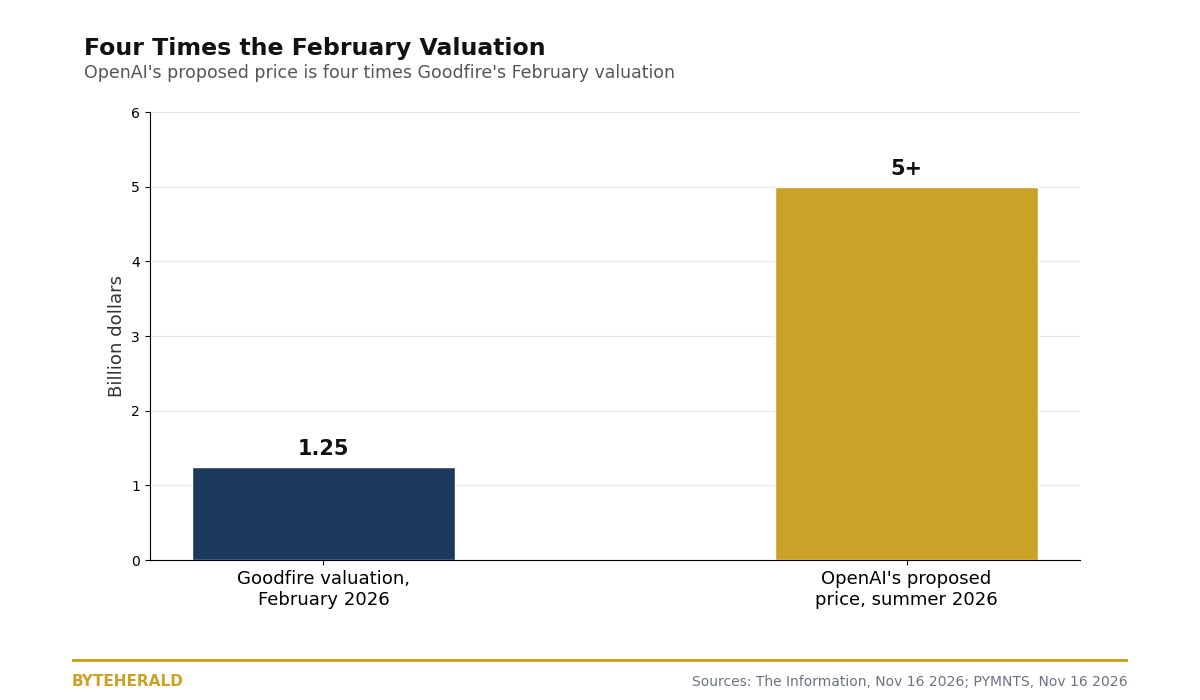 Four Times the February Valuation
OpenAI's proposed price is four times Goodfire's February valuation
6
5
4
3
2
1
0
Billion dollars
1.25
5+
Goodfire valuation,
February 2026
OpenAI's proposed
price, summer 2026
BYTEHERALD
Sources: The Information, Nov 16 2026; PYMNTS, Nov 16 2026